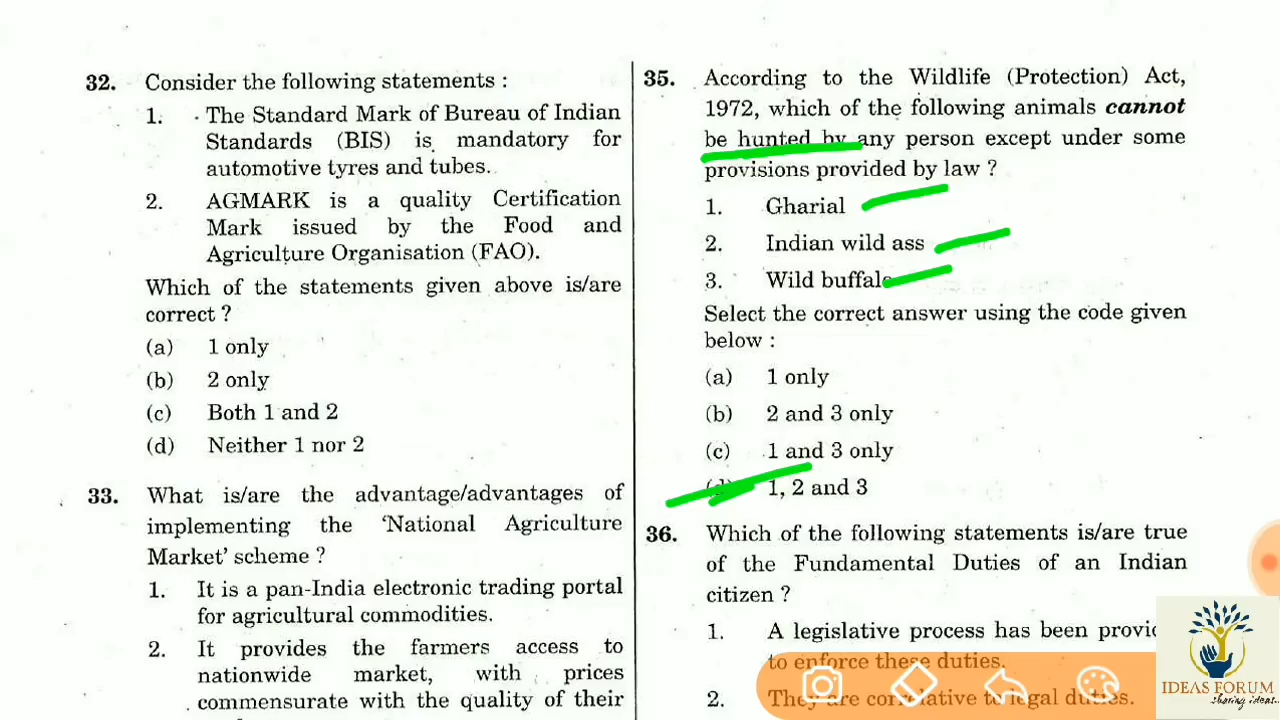 32. Consider the following statements :
1. The Standard Mark of Bureau of Indian
Standards (BIS) is mandatory for
automotive tyres and tubes.
2. AGMARK is a quality Certification
Mark issued by the Food and
Agriculture Organisation (FAO).
Which of the statements given above is/are
correct ?
(a) 1 only
(b) 2 only
(c) Both 1 and 2
(d) Neither 1 nor 2
33. What is/are the advantage/advantages of
implementing the ‘National Agriculture
Market’ scheme ?
1. It is a pan-India electronic trading portal
for agricultural commodities.
2. It provides the farmers access to
nationwide market, with prices
commensurate with the quality of their
35. According to the Wildlife (Protection) Act,
1972, which of the following animals cannot
be hunted by any person except under some
provisions provided by law ?
1. Gharial
2. Indian wild ass
3. Wild buffalo
Select the correct answer using the code given
below :
(a) 1 only
(b) 2 and 3 only
(c) 1 and 3 only
(d) 1, 2 and 3
36. Which of the following statements is/are true
of the Fundamental Duties of an Indian
citizen ?
1. A legislative process has been provi
to enforce these duties.
2. They are correlative to legal duties.
IDEAS FORUM
sharing ideas